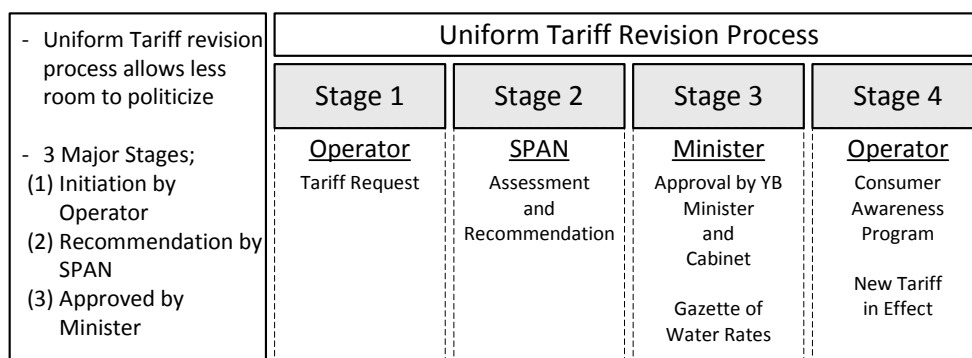 - Uniform Tariff revision
process allows less
room to politicize
- 3 Major Stages;
(1) Initiation by
Operator
(2) Recommendation by
SPAN
(3) Approved by
Minister
Uniform Tariff Revision Process
Stage 1
Operator
Tariff Request
Stage 2
SPAN
Assessment
and
Recommendation
Stage 3
Minister
Approval by YB
Minister
and
Cabinet
Gazette of
Water Rates
Stage 4
Operator
Consumer
Awareness
Program
New Tariff
in Effect